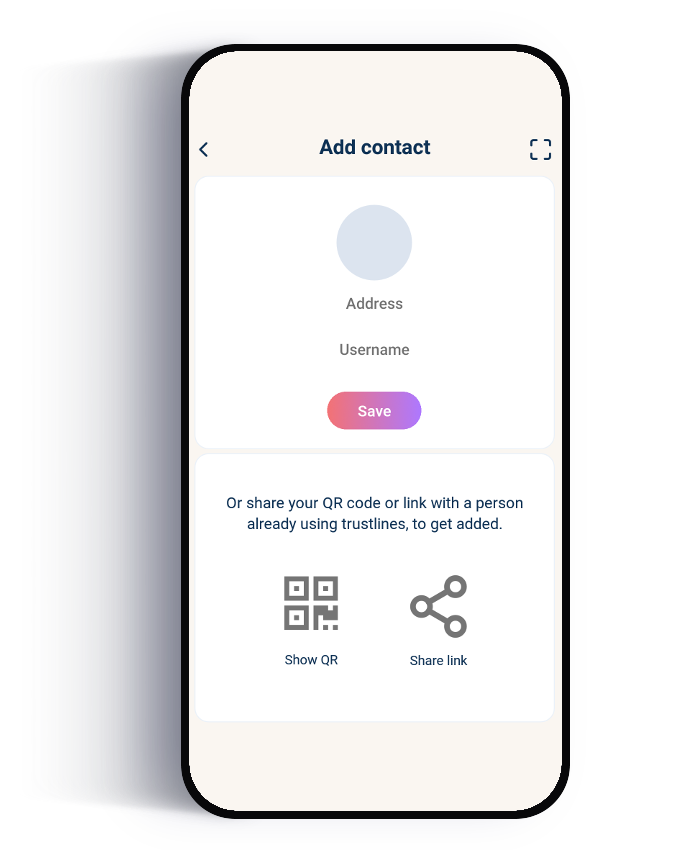 Add contact
Address
Username
Save
Or share your QR code or link with a person
already using trustlines, to get added.
Show QR
Share link